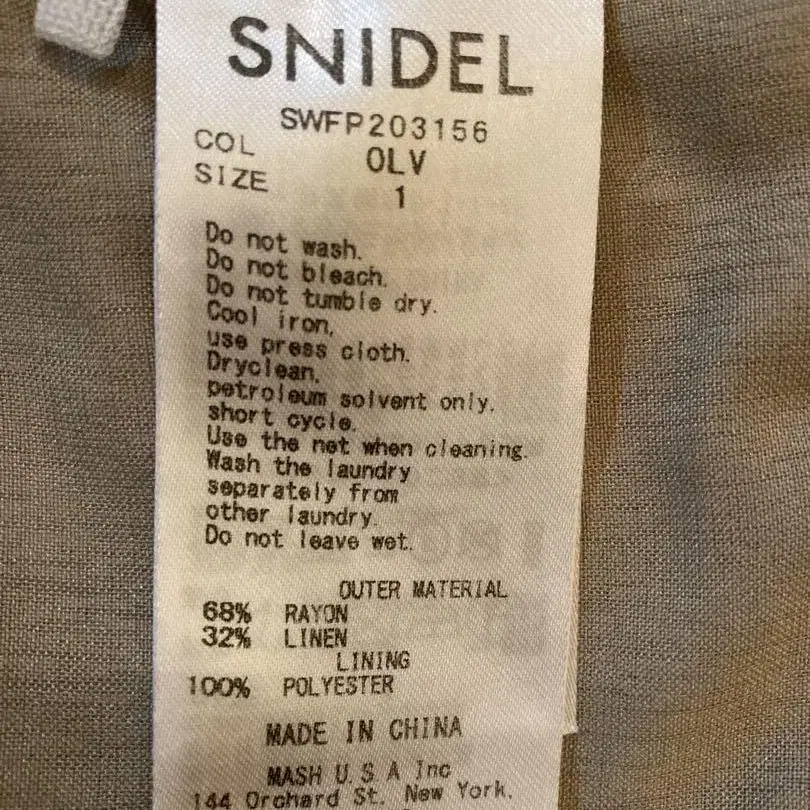 SNIDEL
SWFP203156
COL OLV
SIZE 1
Do not wash.
Do not bleach.
Do not tumble dry.
Cool iron,
use press cloth.
Dryclean,
petroleum solvent only.
short cycle.
Use the net when cleaning.
Wash the laundry
separately from
other laundry.
Do not leave wet.
OUTER MATERIAL
68% RAYON
32% LINEN
LINING
100% POLYESTER
MADE IN CHINA
MASH U.S.A Inc
144 Orchard St. New York.